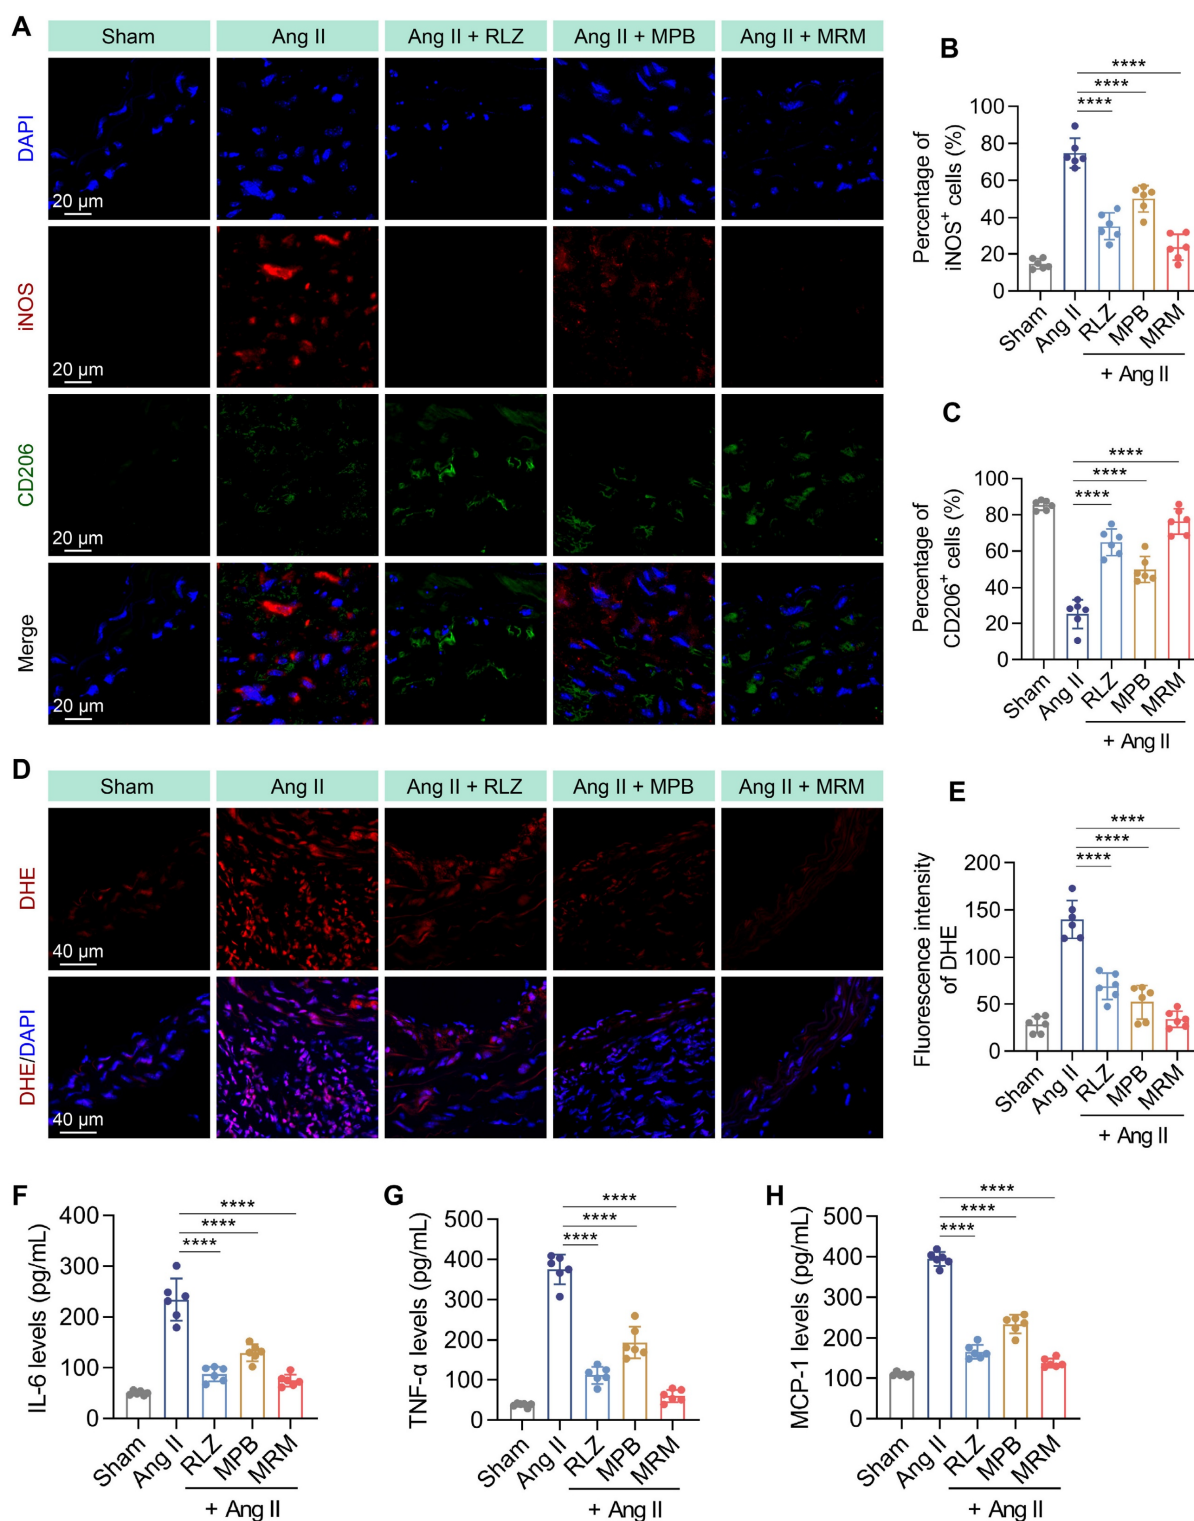 A
Sham
Ang II
Ang II + RLZ
Ang II + MPB
Ang II + MRM
DAPI
20 µm
iNOS
20 µm
CD206
20 µm
Merge
20 µm
B
****
****
****
Percentage of
iNOS⁺ cells (%)
100
80
60
40
20
0
Sham
Ang II
RLZ
MPB
MRM
+ Ang II
C
****
****
****
Percentage of
CD206⁺ cells (%)
100
80
60
40
20
0
Sham
Ang II
RLZ
MPB
MRM
+ Ang II
D
Sham
Ang II
Ang II + RLZ
Ang II + MPB
Ang II + MRM
DHE
40 µm
DHE/DAPI
40 µm
E
****
****
****
Fluorescence intensity
of DHE
200
150
100
50
0
Sham
Ang II
RLZ
MPB
MRM
+ Ang II
F
****
****
****
IL-6 levels (pg/mL)
400
300
200
100
0
Sham
Ang II
RLZ
MPB
MRM
+ Ang II
G
****
****
****
TNF-α levels (pg/mL)
500
400
300
200
100
0
Sham
Ang II
RLZ
MPB
MRM
+ Ang II
H
****
****
****
MCP-1 levels (pg/mL)
500
400
300
200
100
0
Sham
Ang II
RLZ
MPB
MRM
+ Ang II